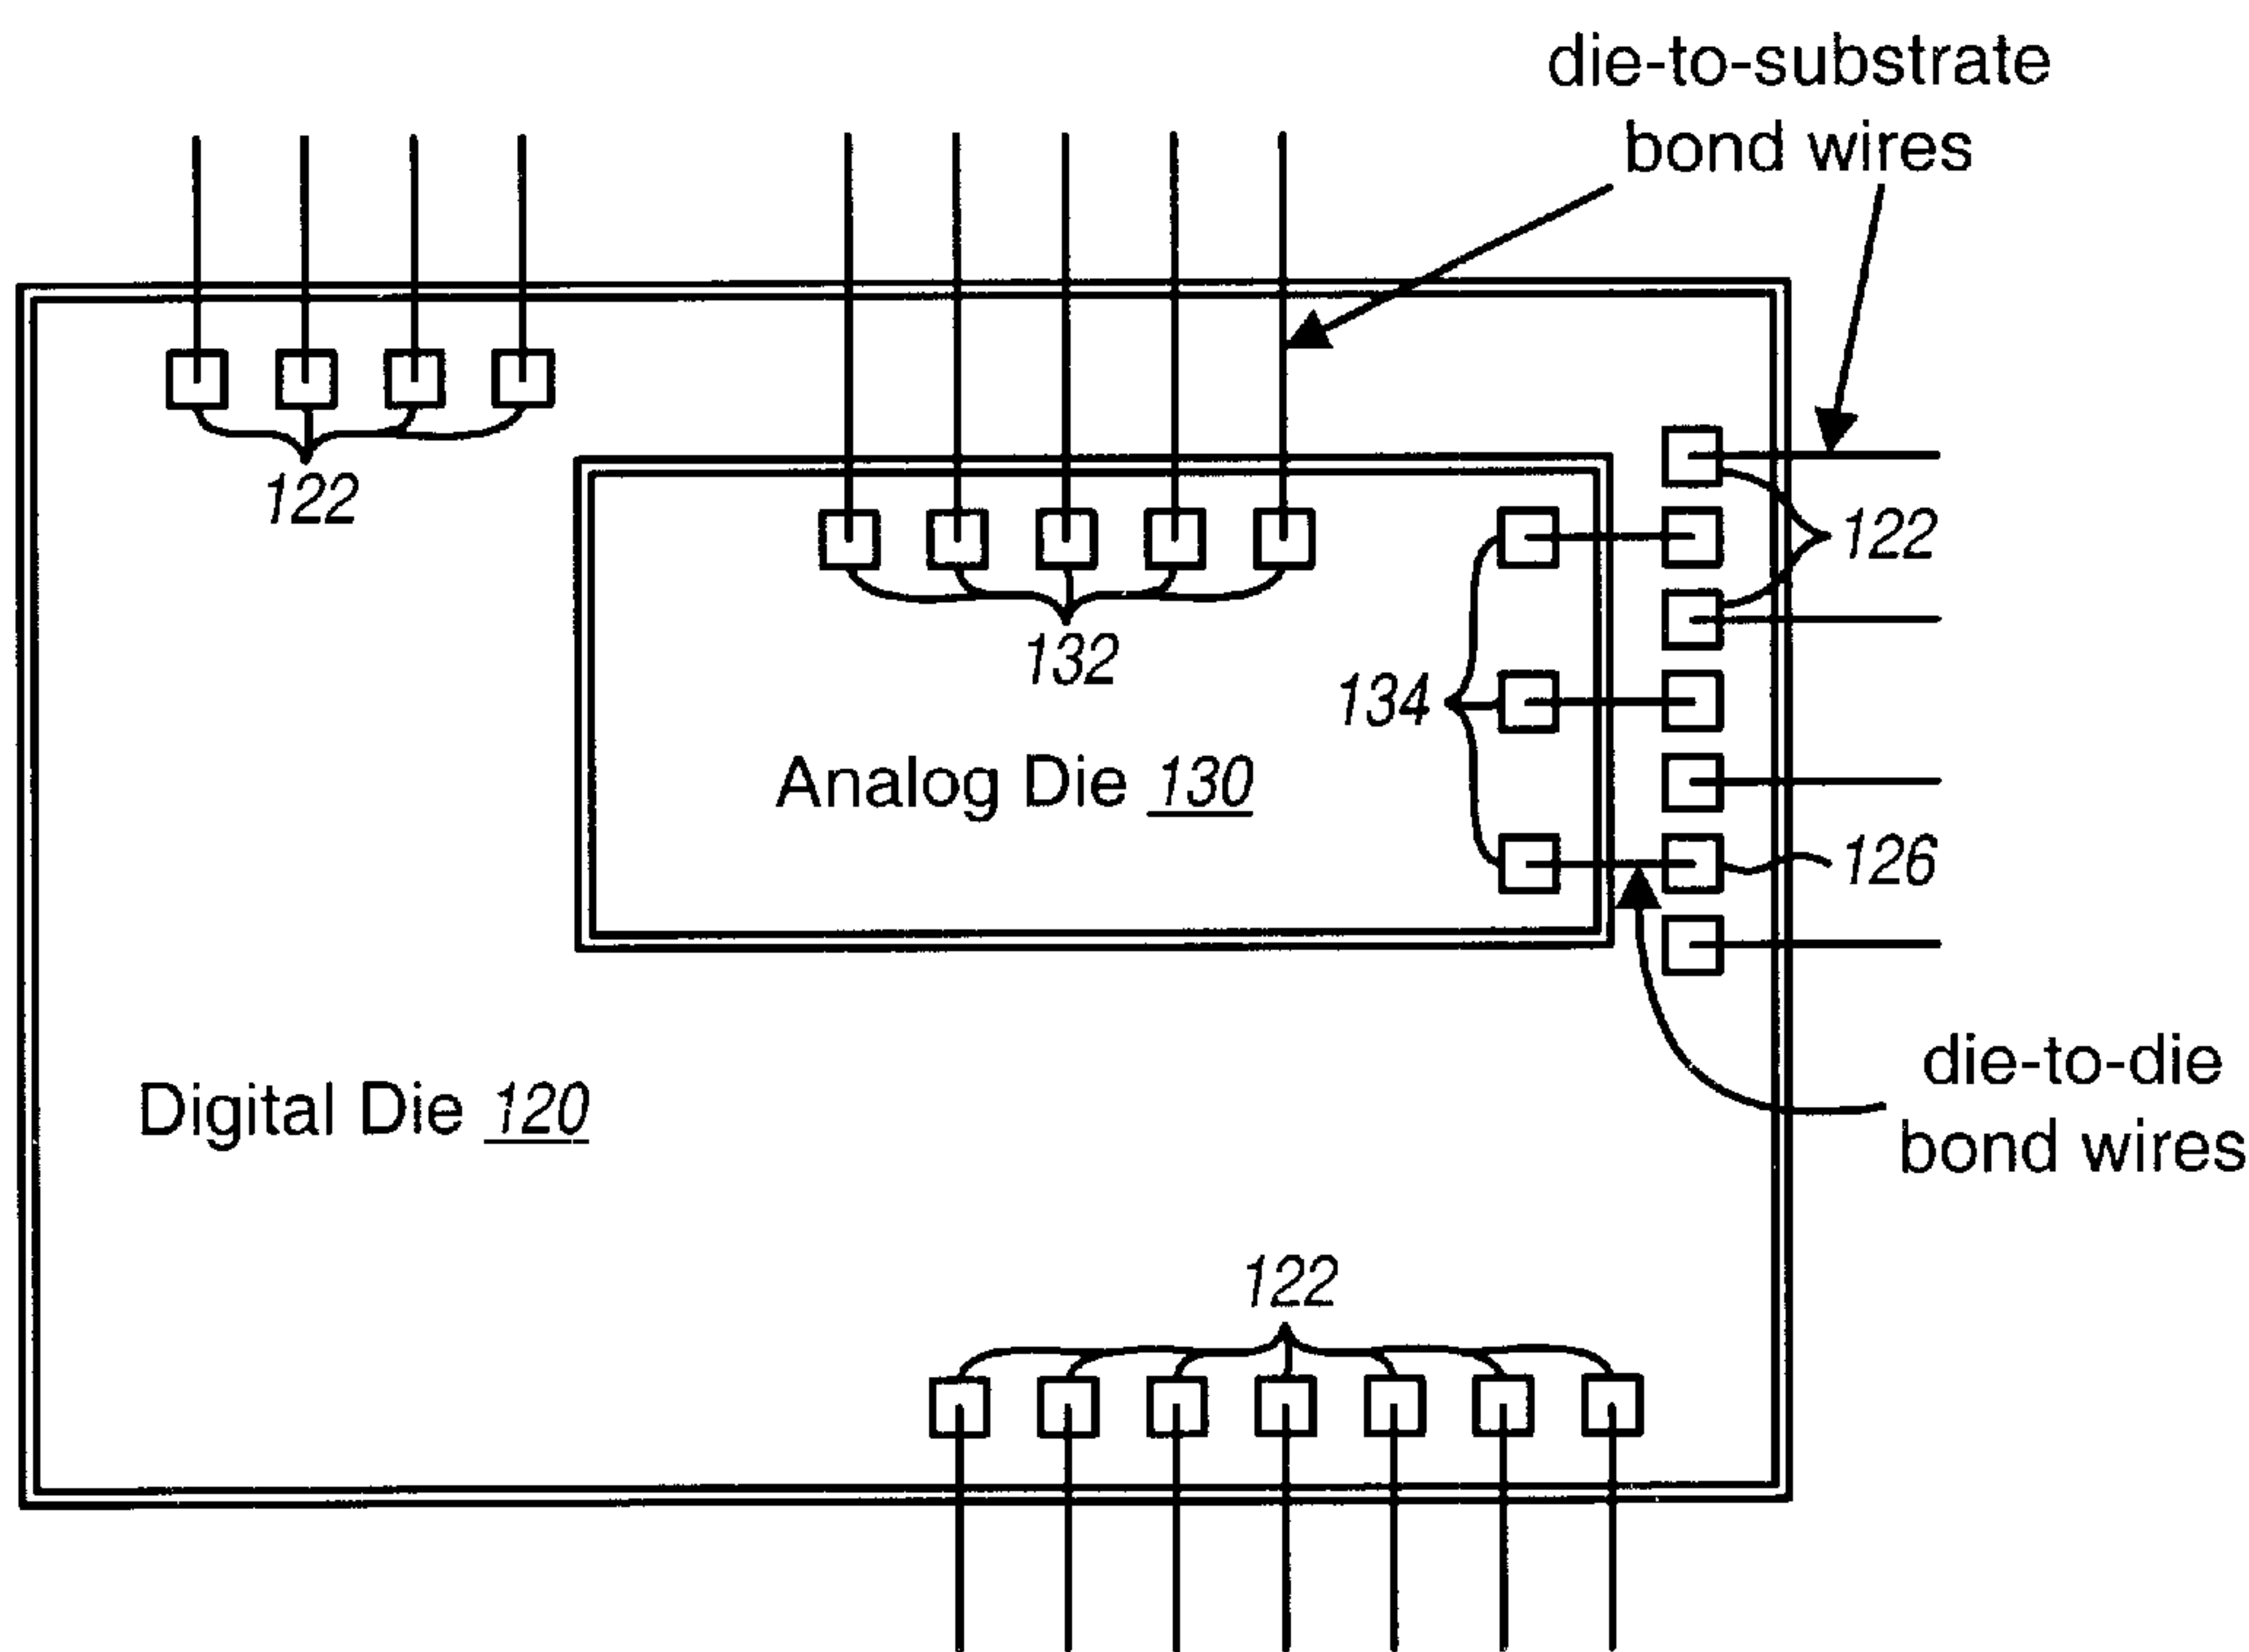 die-to-substrate
bond wires
122
122
132
134
Analog Die 130
126
die-to-die
bond wires
Digital Die 120
122